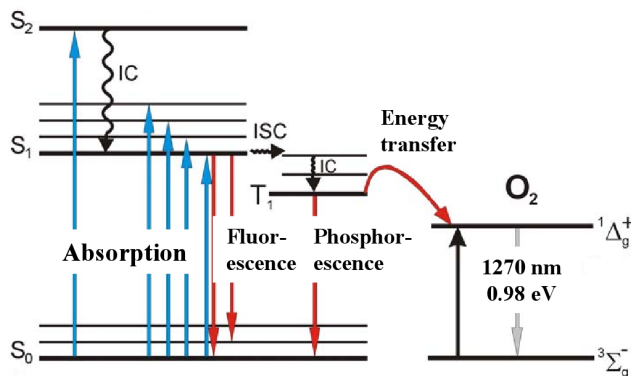 S₂
IC
S₁
ISC
IC
T₁
Energy
transfer
O₂
¹Δg⁺
Absorption
Fluor-
escence
Phosphor-
escence
1270 nm
0.98 eV
S₀
³Σg⁻